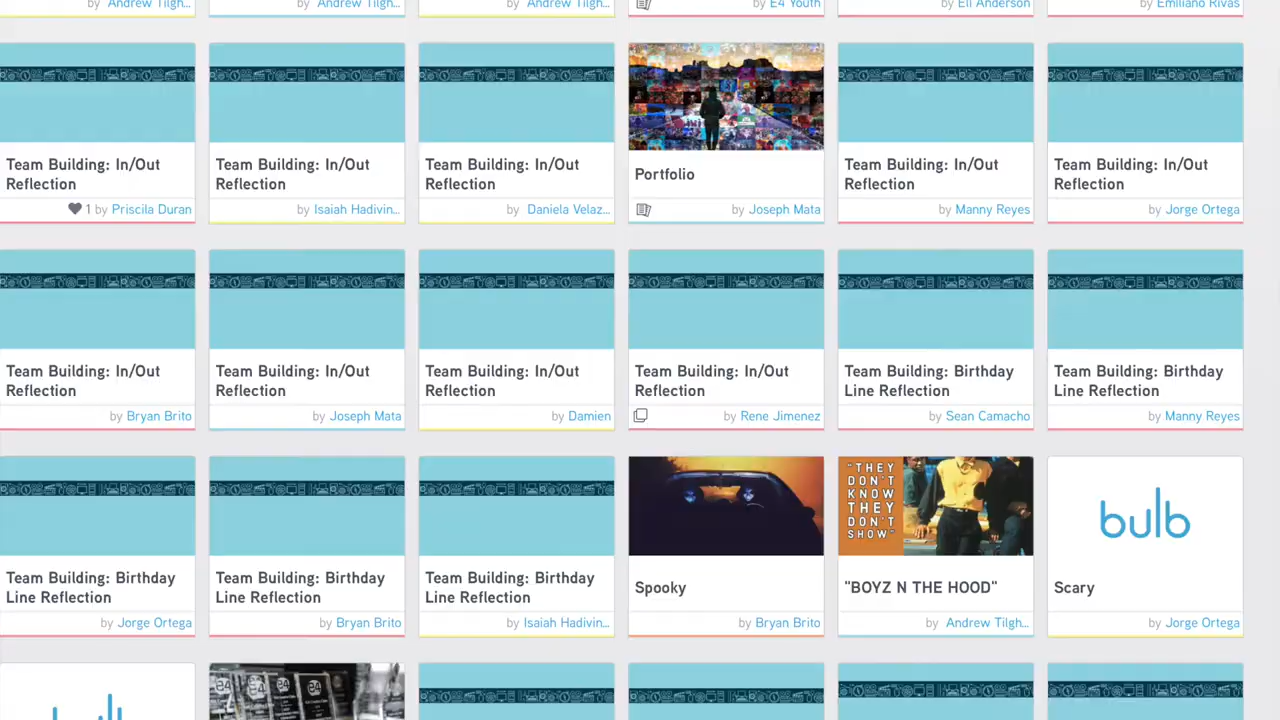 by Andrew Tilgh...
by Andrew Tilgh...
by Andrew Tilgh...
by E4 Youth
by Eli Anderson
by Emiliano Rivas
Team Building: In/Out
Reflection
1 by Priscila Duran
Team Building: In/Out
Reflection
by Isaiah Hadivin...
Team Building: In/Out
Reflection
by Daniela Velaz...
Portfolio
by Joseph Mata
Team Building: In/Out
Reflection
by Manny Reyes
Team Building: In/Out
Reflection
by Jorge Ortega
Team Building: In/Out
Reflection
by Bryan Brito
Team Building: In/Out
Reflection
by Joseph Mata
Team Building: In/Out
Reflection
by Damien
Team Building: In/Out
Reflection
by Rene Jimenez
Team Building: Birthday
Line Reflection
by Sean Camacho
Team Building: Birthday
Line Reflection
by Manny Reyes
Team Building: Birthday
Line Reflection
by Jorge Ortega
Team Building: Birthday
Line Reflection
by Bryan Brito
Team Building: Birthday
Line Reflection
by Isaiah Hadivin...
Spooky
by Bryan Brito
"THEY
DON'T
KNOW
THEY
DON'T
SHOW"
"BOYZ N THE HOOD"
by Andrew Tilgh...
bulb
Scary
by Jorge Ortega
bulb